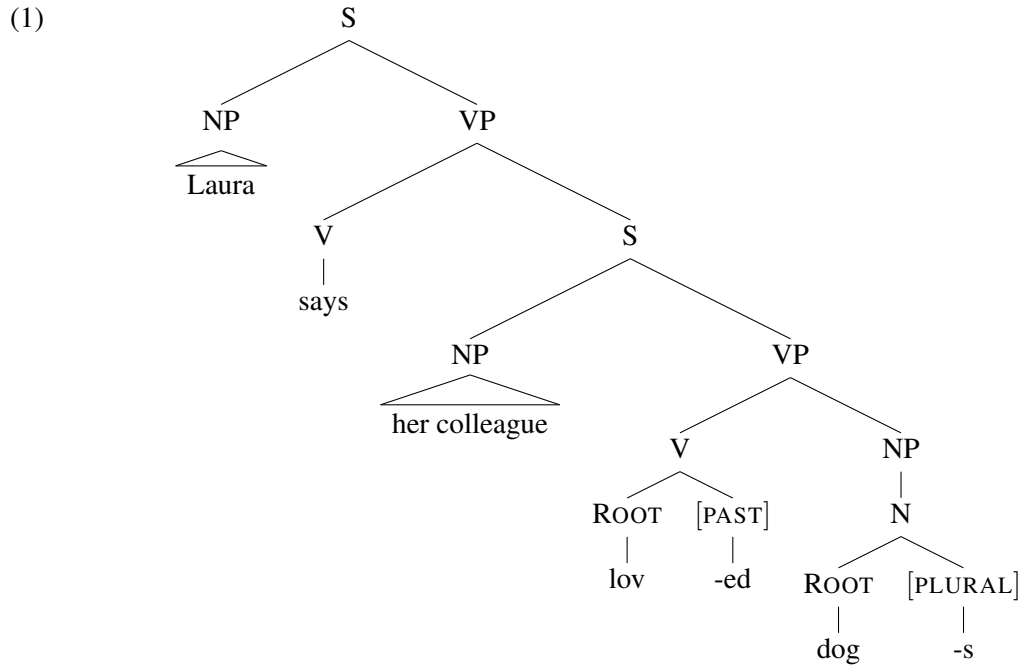 (1) S
NP VP
Laura
V S
says
NP VP
her colleague
V NP
ROOT [PAST] N
lov -ed
ROOT [PLURAL]
dog -s